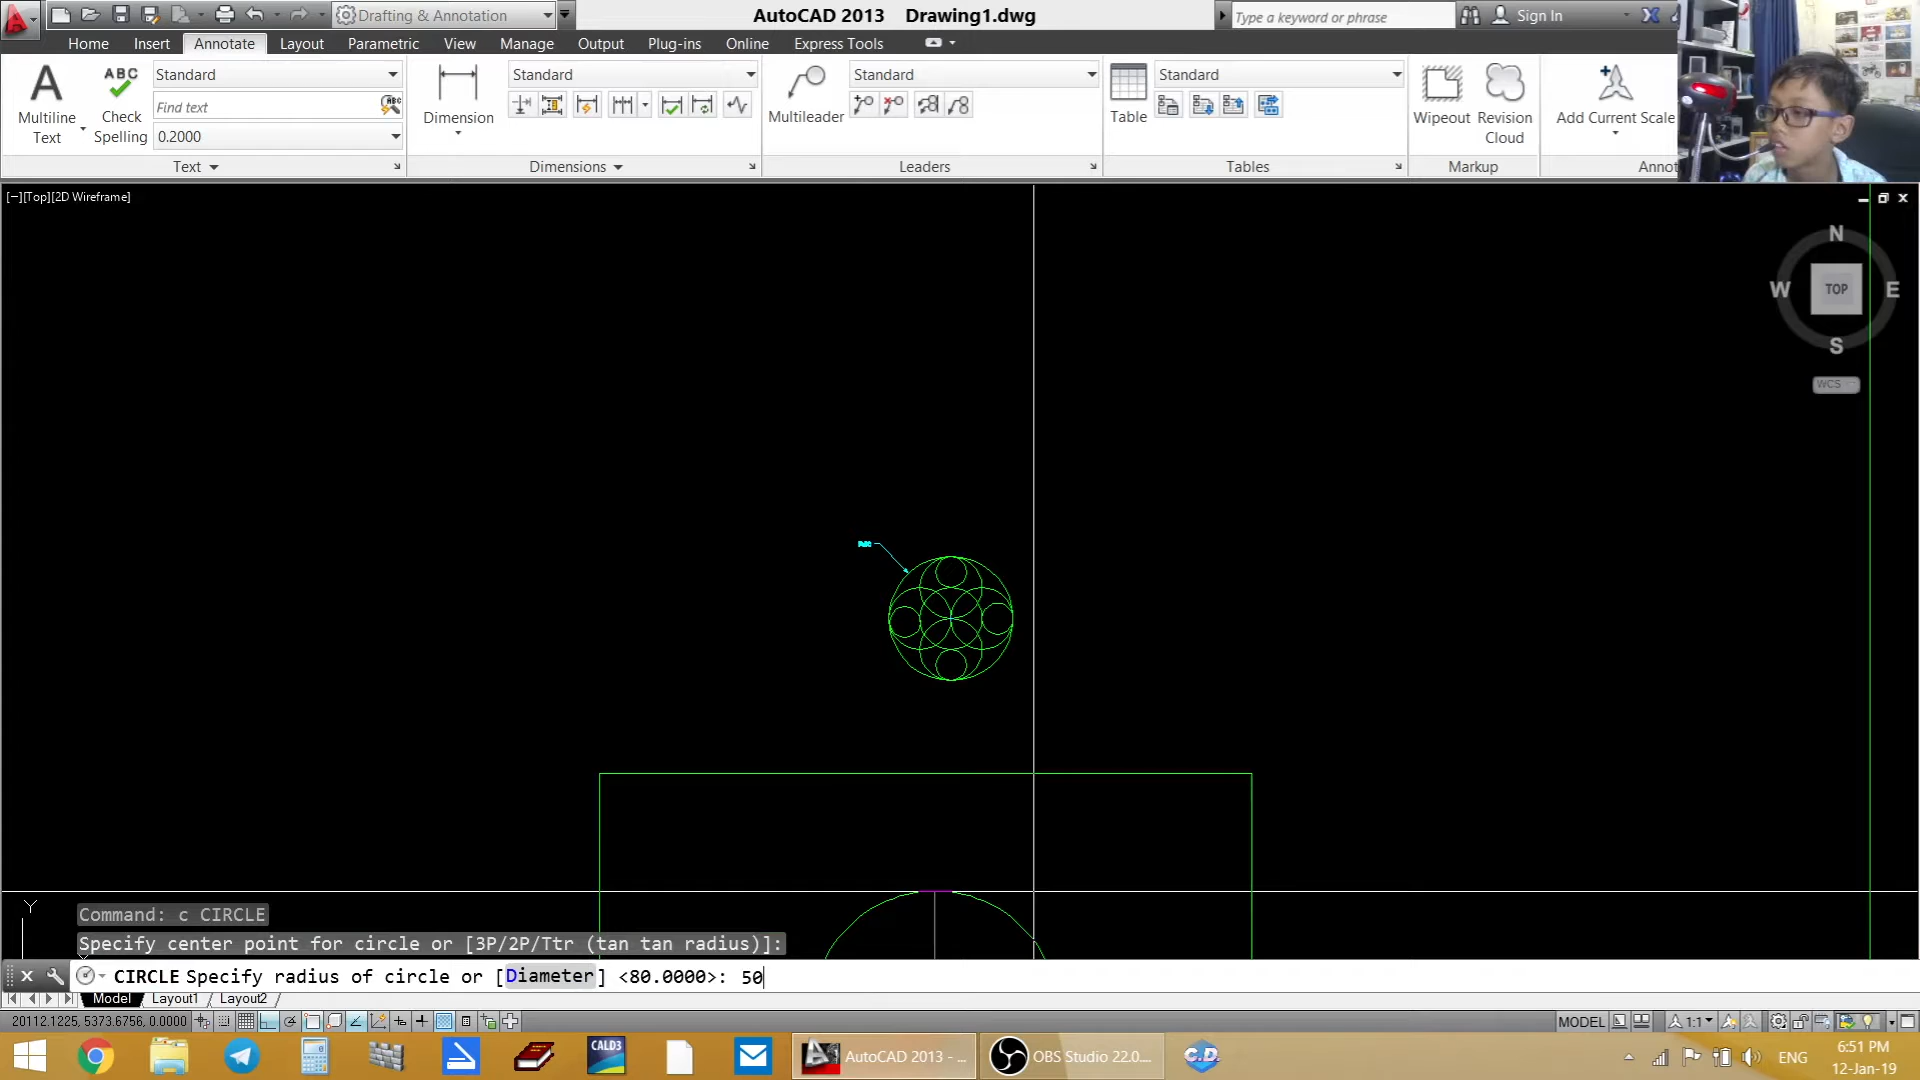 Drafting & Annotation
AutoCAD 2013 Drawing1.dwg
Type a keyword or phrase
Sign In
Home Insert Annotate Layout Parametric View Manage Output Plug-ins Online Express Tools
A
Multiline Text
ABC
Check Spelling
Standard
Find text
ABC
0.2000
Text
Dimension
Standard
Dimensions
Multileader
Standard
Leaders
Table
Standard
Tables
Wipeout
Revision Cloud
Markup
Add Current Scale
Annot
[−][Top][2D Wireframe]
N
W TOP E
S
WCS
Y
Command: c CIRCLE
Specify center point for circle or [3P/2P/Ttr (tan tan radius)]:
CIRCLE Specify radius of circle or [Diameter] <80.0000>: 50
Model Layout1 Layout2
20112.1225, 5373.6756, 0.0000
MODEL
1:1
CALD3
AutoCAD 2013 - ...
OBS Studio 22.0...
C.D
ENG
6:51 PM
12-Jan-19